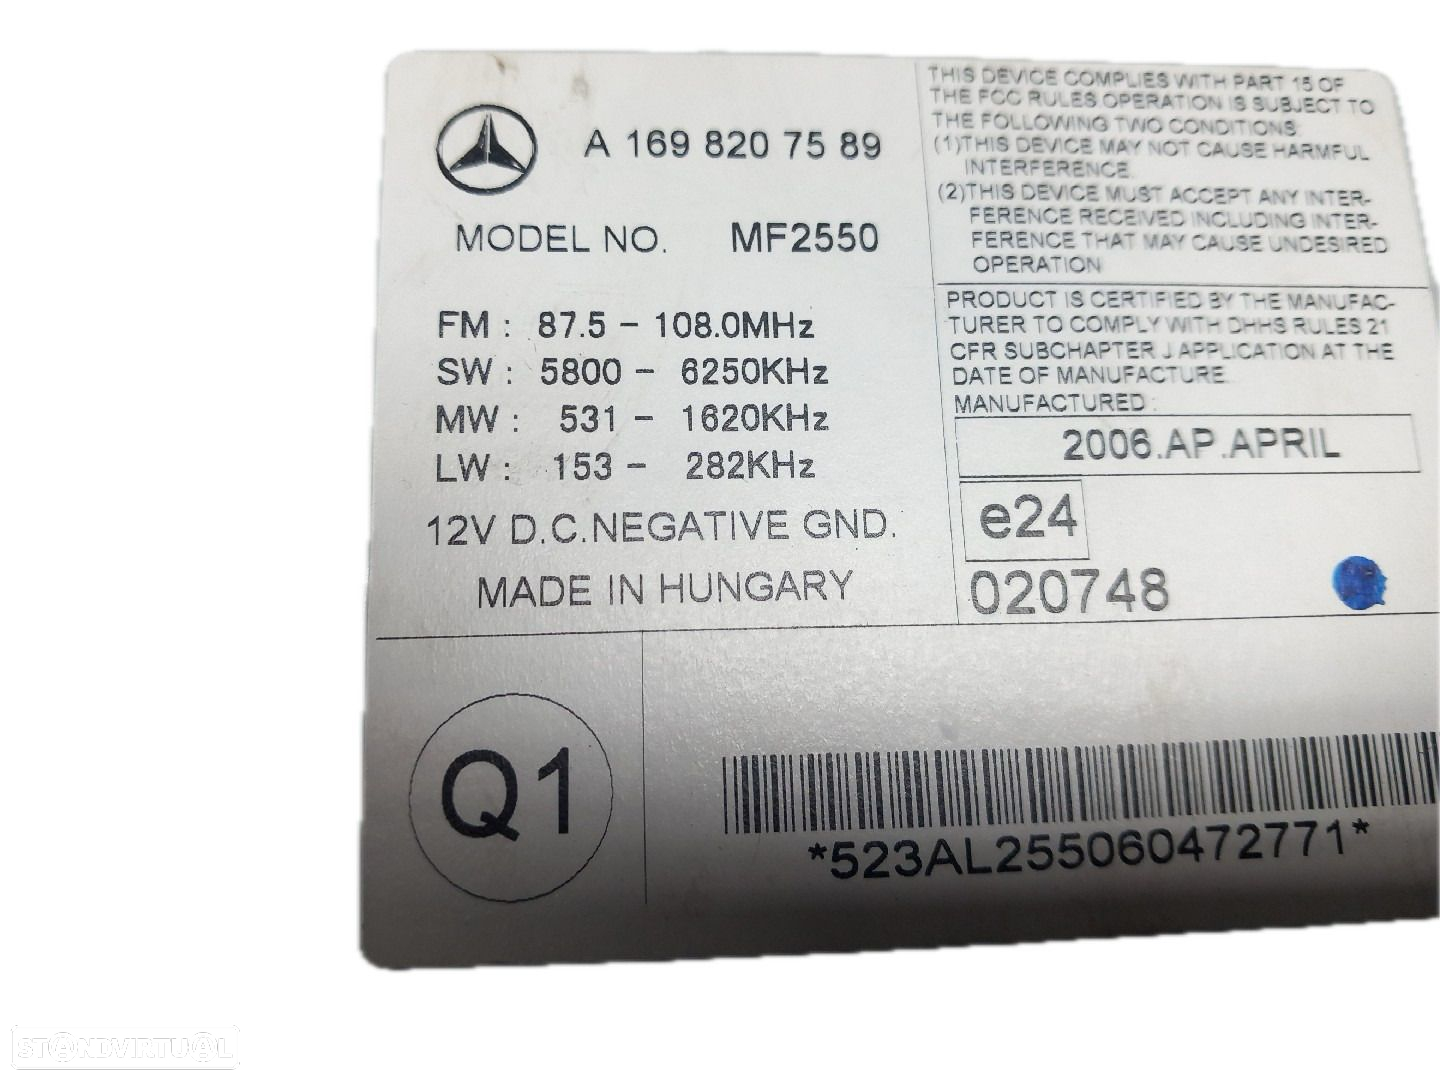 A 169 820 75 89
MODEL NO. MF2550
FM : 87.5 - 108.0MHz
SW : 5800 - 6250KHz
MW : 531 - 1620KHz
LW : 153 - 282KHz
12V D.C.NEGATIVE GND.
MADE IN HUNGARY
THIS DEVICE COMPLIES WITH PART 15 OF
THE FCC RULES OPERATION IS SUBJECT TO
THE FOLLOWING TWO CONDITIONS
(1)THIS DEVICE MAY NOT CAUSE HARMFUL
INTERFERENCE.
(2)THIS DEVICE MUST ACCEPT ANY INTER-
FERENCE RECEIVED INCLUDING INTER-
FERENCE THAT MAY CAUSE UNDESIRED
OPERATION
PRODUCT IS CERTIFIED BY THE MANUFAC-
TURER TO COMPLY WITH DHHS RULES 21
CFR SUBCHAPTER J APPLICATION AT THE
DATE OF MANUFACTURE.
MANUFACTURED :
2006.AP.APRIL
e24
020748
Q1
*523AL255060472771*
STANDVIRTUAL